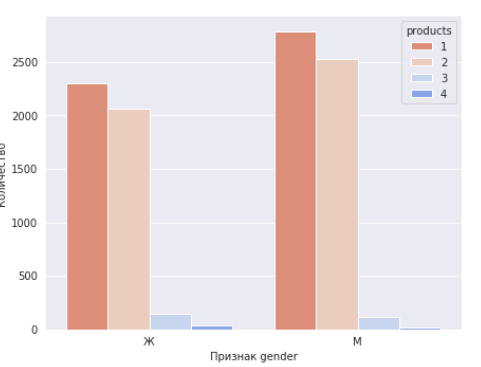 products
1
2
3
4
2500
2000
1500
1000
500
0
Количество
Ж
М
Признак gender